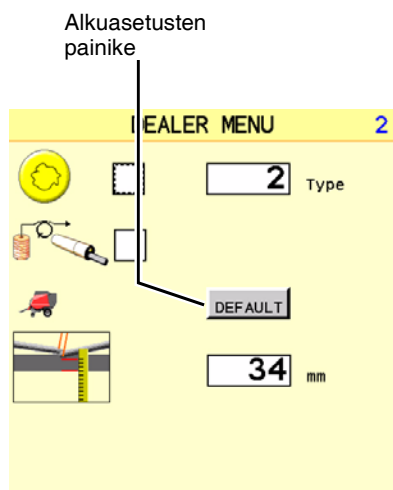 Alkuasetusten
painike
DEALER MENU 2
2 Type
DEFAULT
34 mm